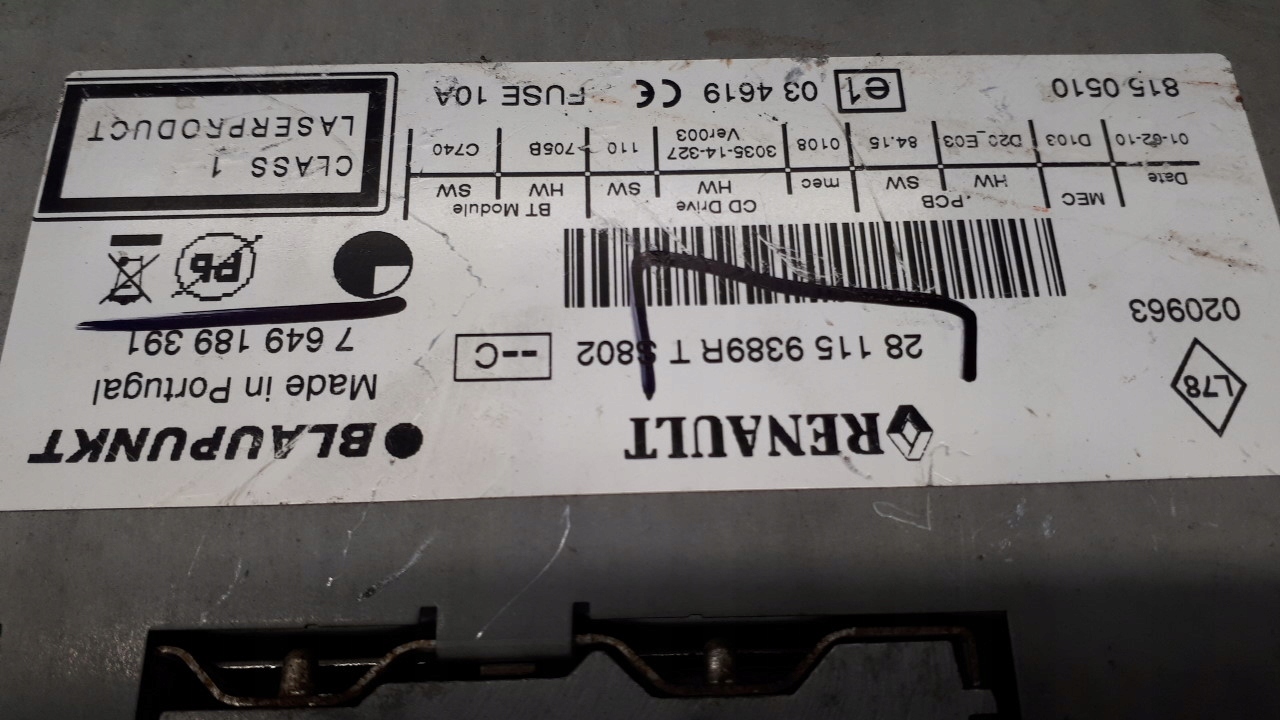 RENAULT
BLAUPUNKT
Made in Portugal
L78
28 115 9389R T S802
--C
7 649 189 391
020963
Pb
Date MEC .PCB CD Drive BT Module
HW SW mec HW SW HW SW
01-02-10 D103 D20_E03 84.15 0108 3035-14-327 110 705B C740
Ver003
CLASS 1
LASERPRODUCT
815 0510
e1 03 4619 CE FUSE 10A